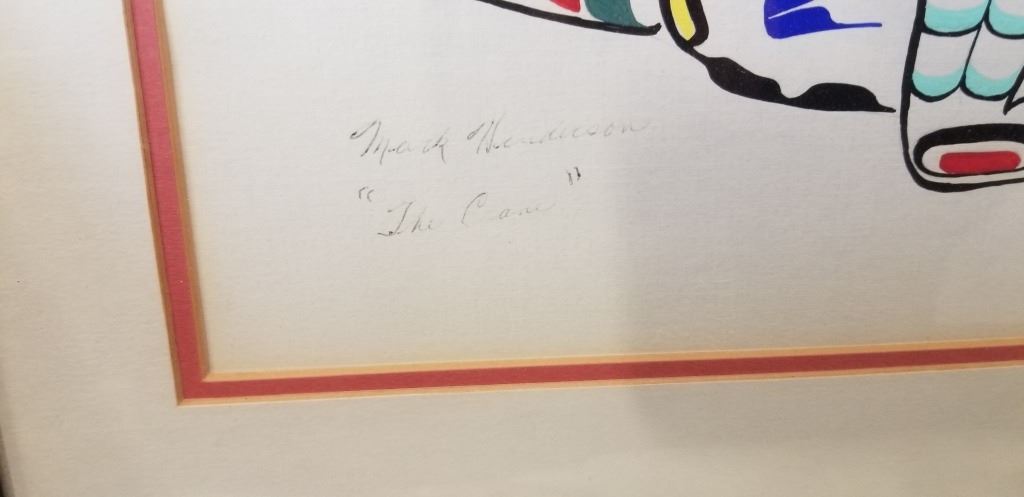 Mark Henderson
"The Crane"